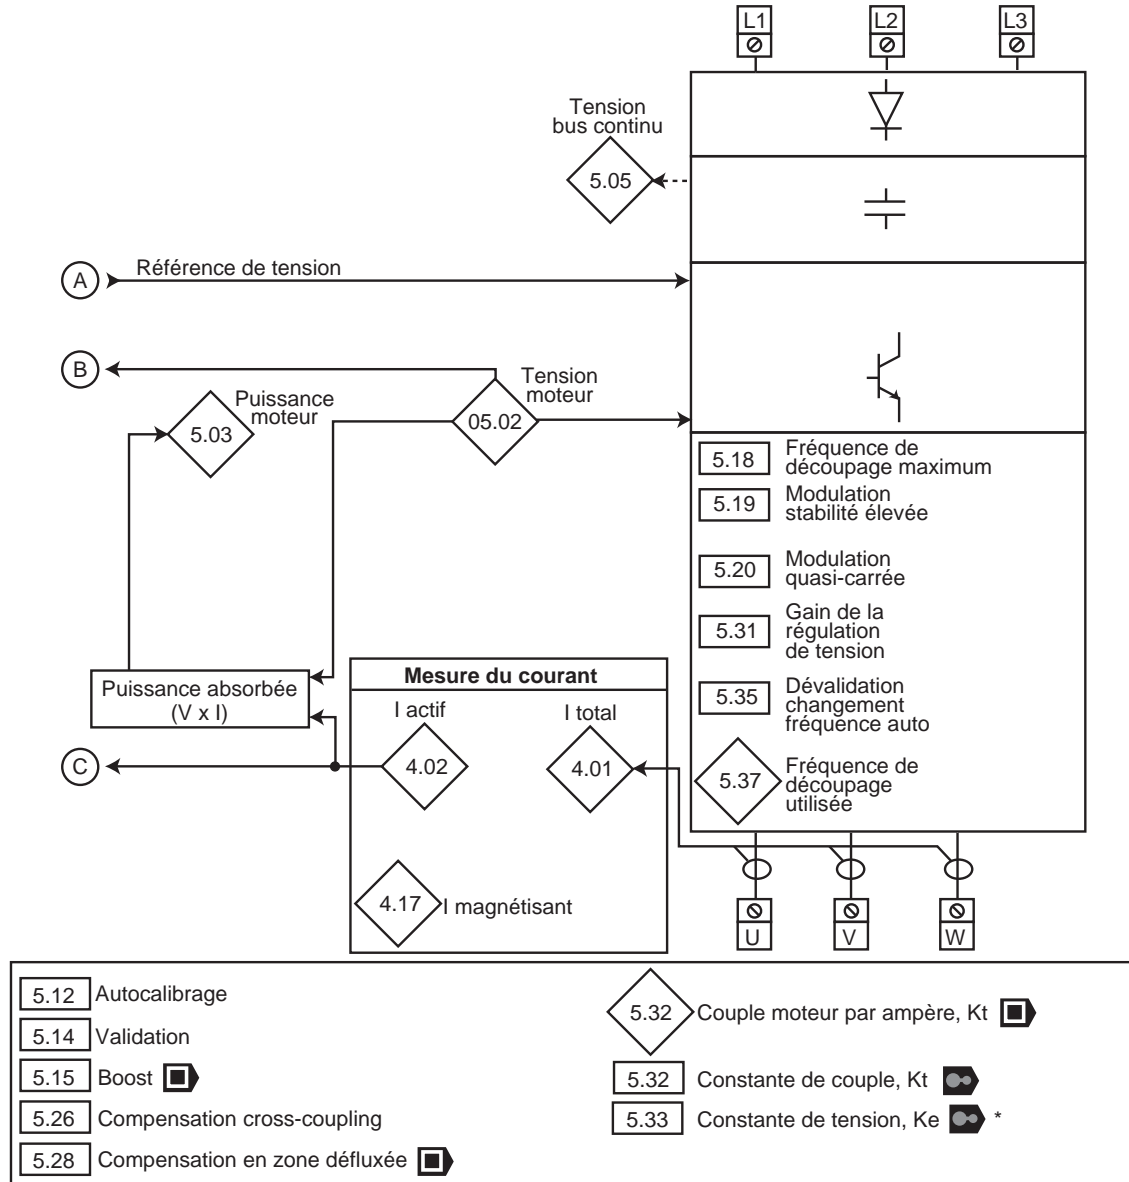 L1
L2
L3
Tension
bus continu
5.05
A
Référence de tension
B
Tension
moteur
05.02
Puissance
moteur
5.03
5.18
Fréquence de
découpage maximum
5.19
Modulation
stabilité élevée
5.20
Modulation
quasi-carrée
5.31
Gain de la
régulation
de tension
5.35
Dévalidation
changement
fréquence auto
5.37
Fréquence de
découpage
utilisée
Puissance absorbée
(V x I)
Mesure du courant
I actif
I total
4.02
4.01
C
4.17
I magnétisant
U
V
W
5.12 Autocalibrage
5.14 Validation
5.15 Boost
5.26 Compensation cross-coupling
5.28 Compensation en zone défluxée
5.32 Couple moteur par ampère, Kt
5.32 Constante de couple, Kt
5.33 Constante de tension, Ke *